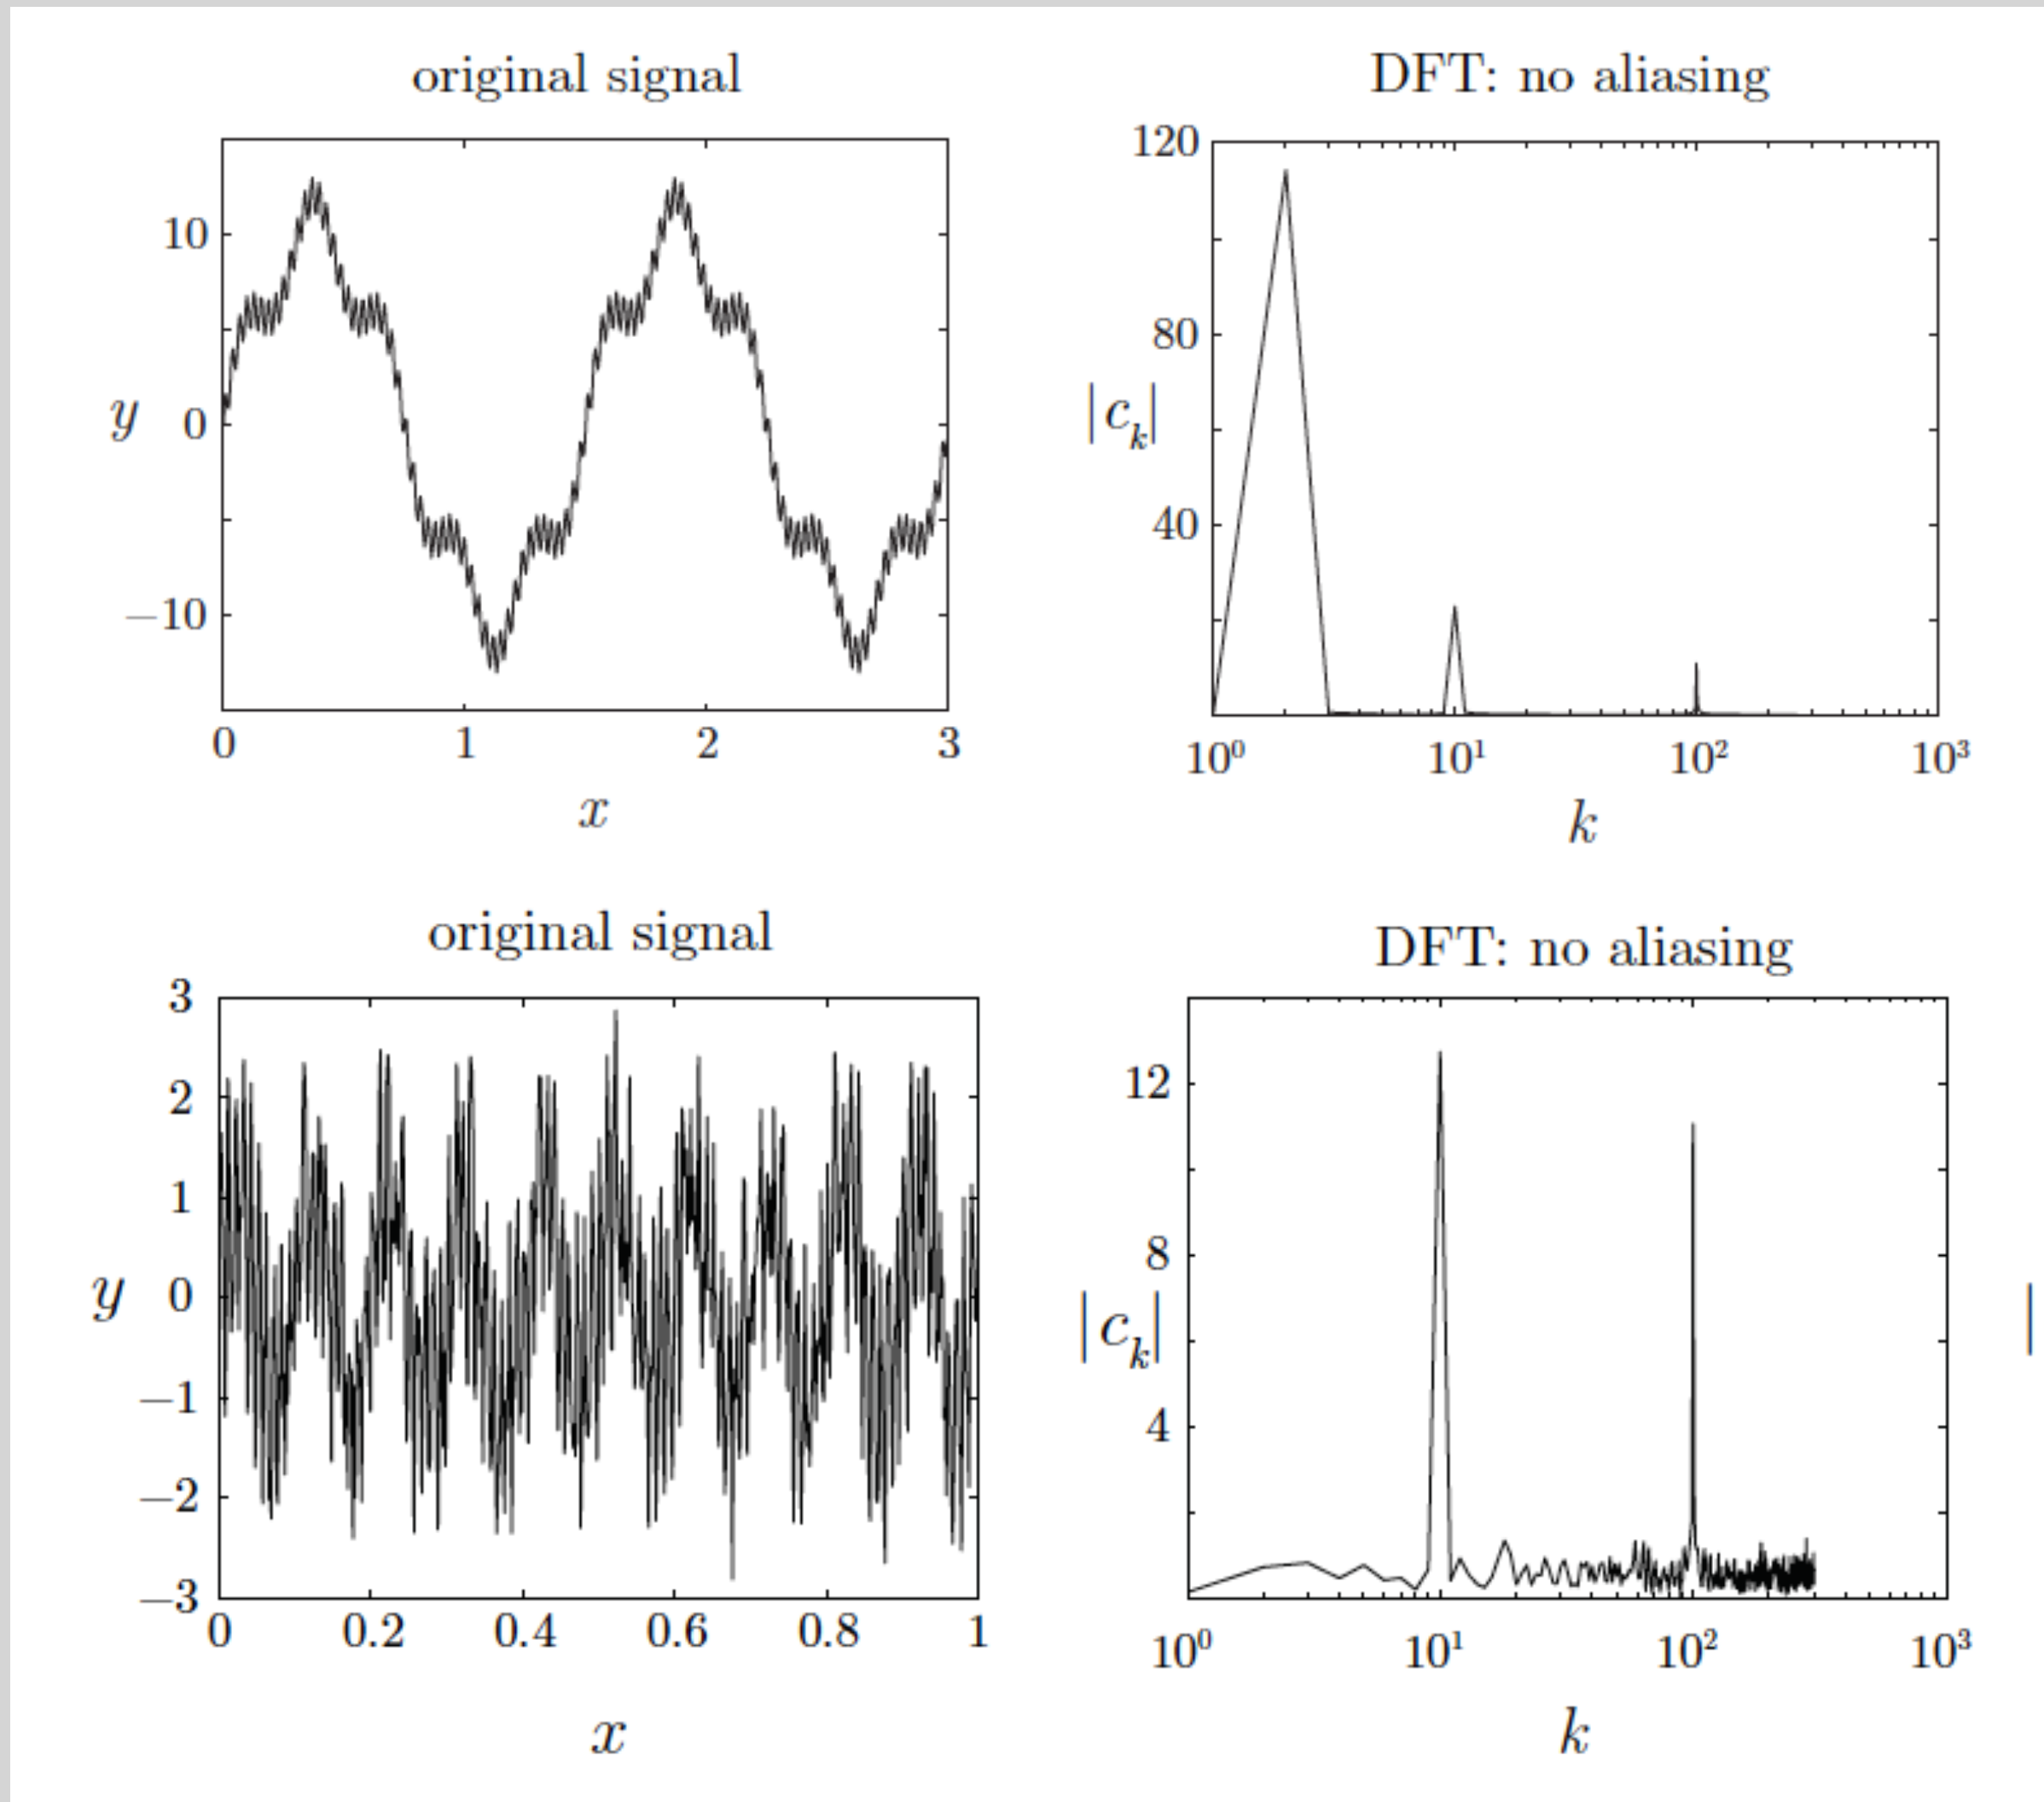 original signal
10
0
−10
y
0 1 2 3
x
DFT: no aliasing
120
80
40
|c_k|
10⁰ 10¹ 10² 10³
k
original signal
3
2
1
0
−1
−2
−3
y
0 0.2 0.4 0.6 0.8 1
x
DFT: no aliasing
12
8
4
|c_k|
10⁰ 10¹ 10² 10³
k
|